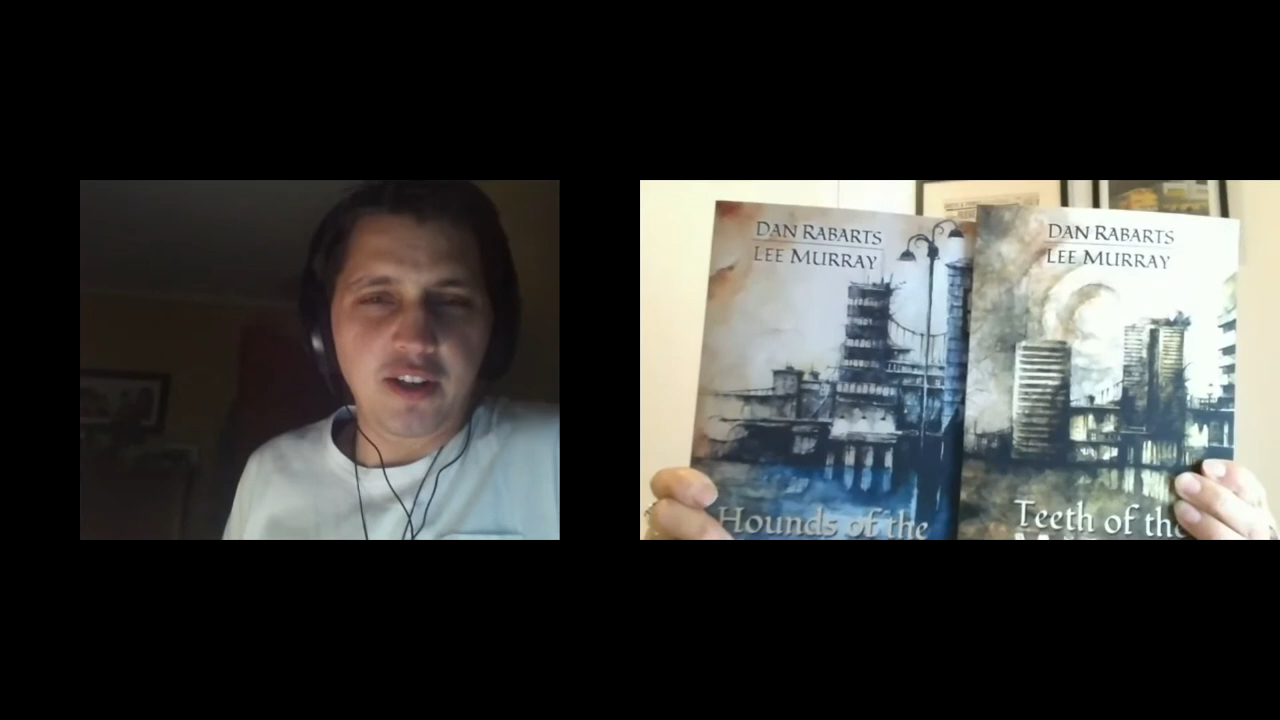 DAN RABARTS
LEE MURRAY
Hounds of the
DAN RABARTS
LEE MURRAY
Teeth of the